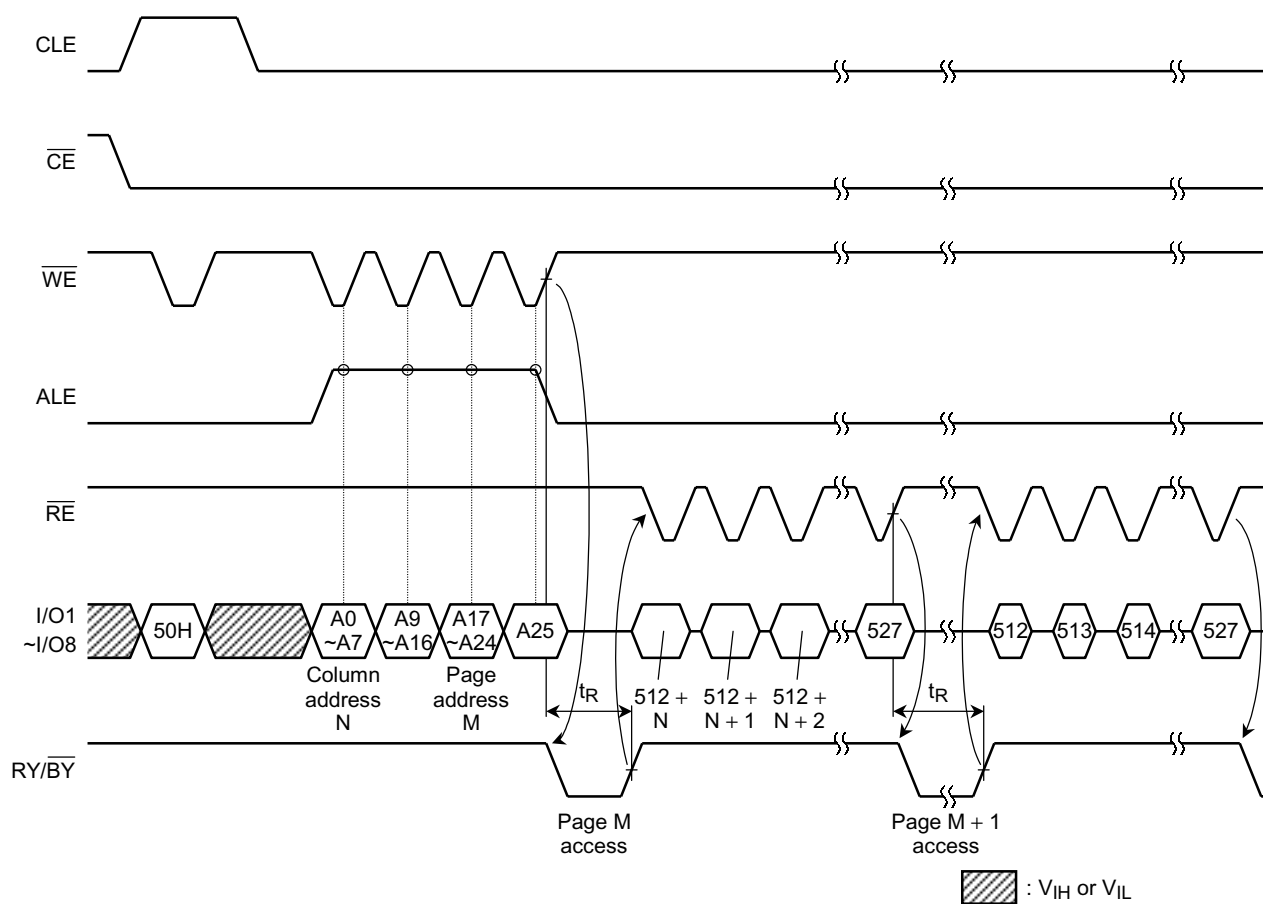 CLE
CE
WE
ALE
RE
I/O1
~I/O8
50H
A0
~A7
A9
~A16
A17
~A24
A25
527
512
513
514
527
Column
address
N
Page
address
M
tR
512 +
N
512 +
N + 1
512 +
N + 2
tR
RY/BY
Page M
access
Page M + 1
access
: VIH or VIL